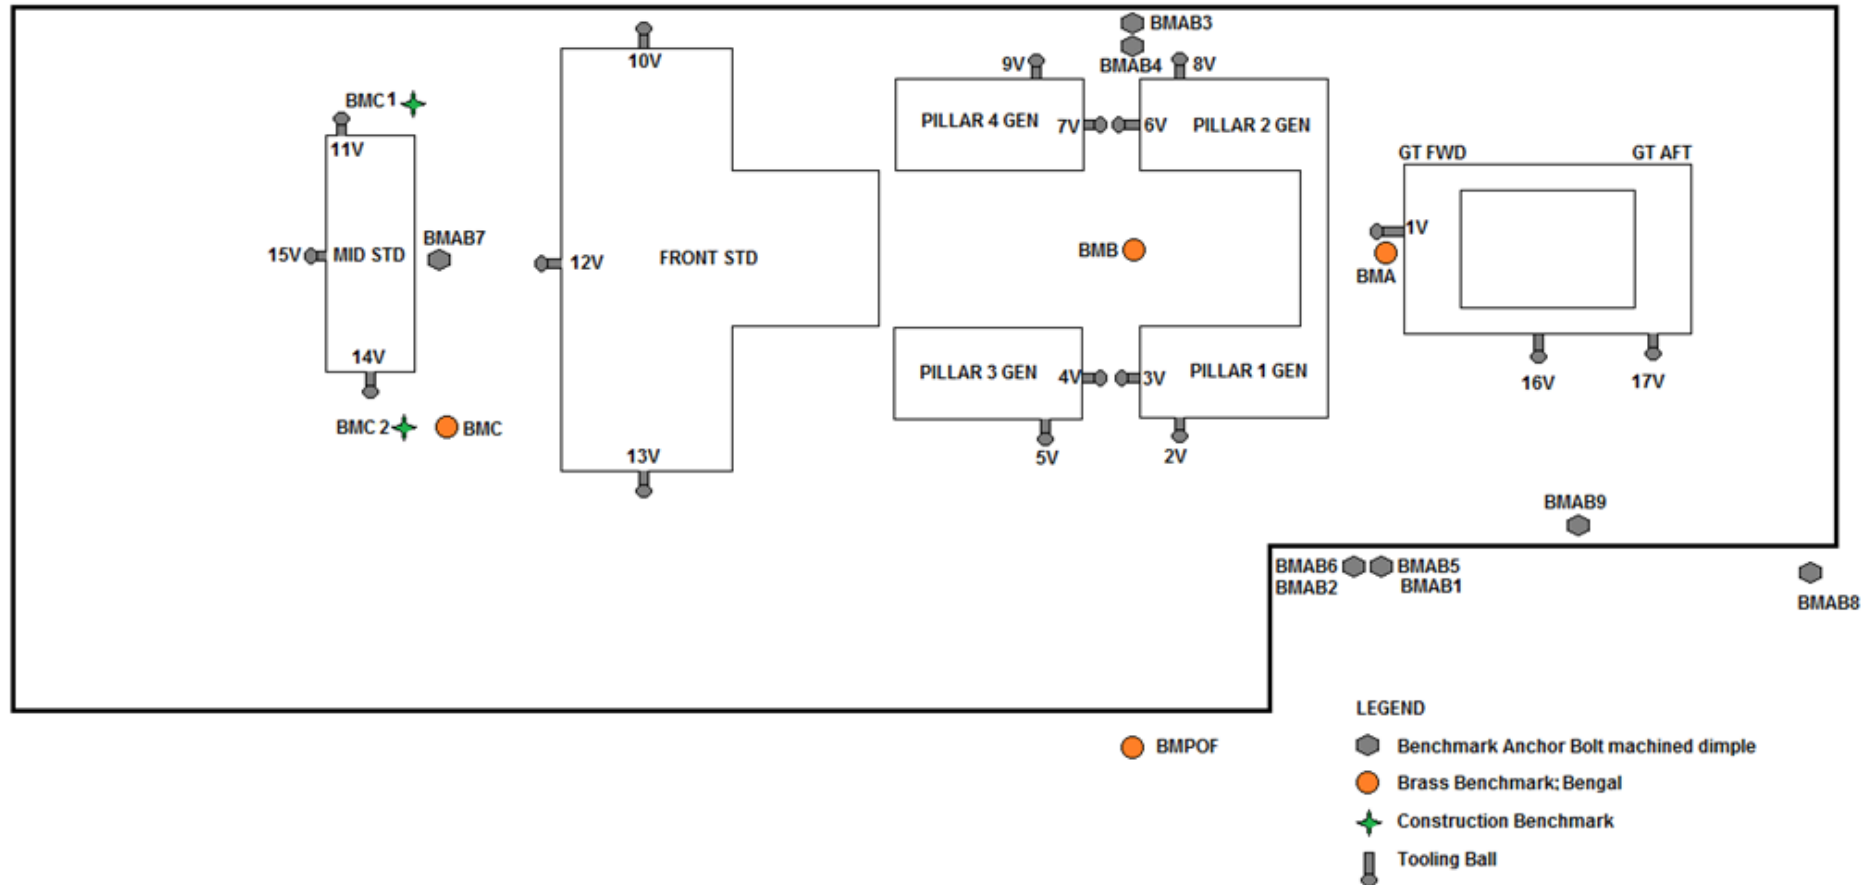 BMAB3
BMAB4
10V
9V
8V
BMC 1
PILLAR 4 GEN
7V
6V
PILLAR 2 GEN
11V
GT FWD
GT AFT
1V
BMAB7
15V
MID STD
12V
FRONT STD
BMB
BMA
14V
PILLAR 3 GEN
4V
3V
PILLAR 1 GEN
16V
17V
BMC 2
BMC
13V
5V
2V
BMAB9
BMAB6
BMAB5
BMAB2
BMAB1
BMAB8
BMPOF
LEGEND
Benchmark Anchor Bolt machined dimple
Brass Benchmark; Bengal
Construction Benchmark
Tooling Ball